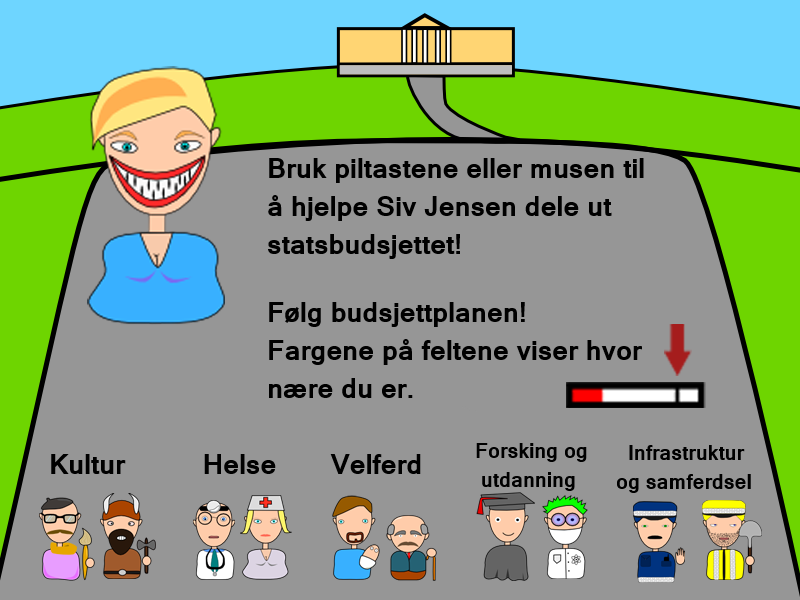 Bruk piltastene eller musen til
å hjelpe Siv Jensen dele ut
statsbudsjettet!
Følg budsjettplanen!
Fargene på feltene viser hvor
nære du er.
Kultur
Helse
Velferd
Forsking og
utdanning
Infrastruktur
og samferdsel